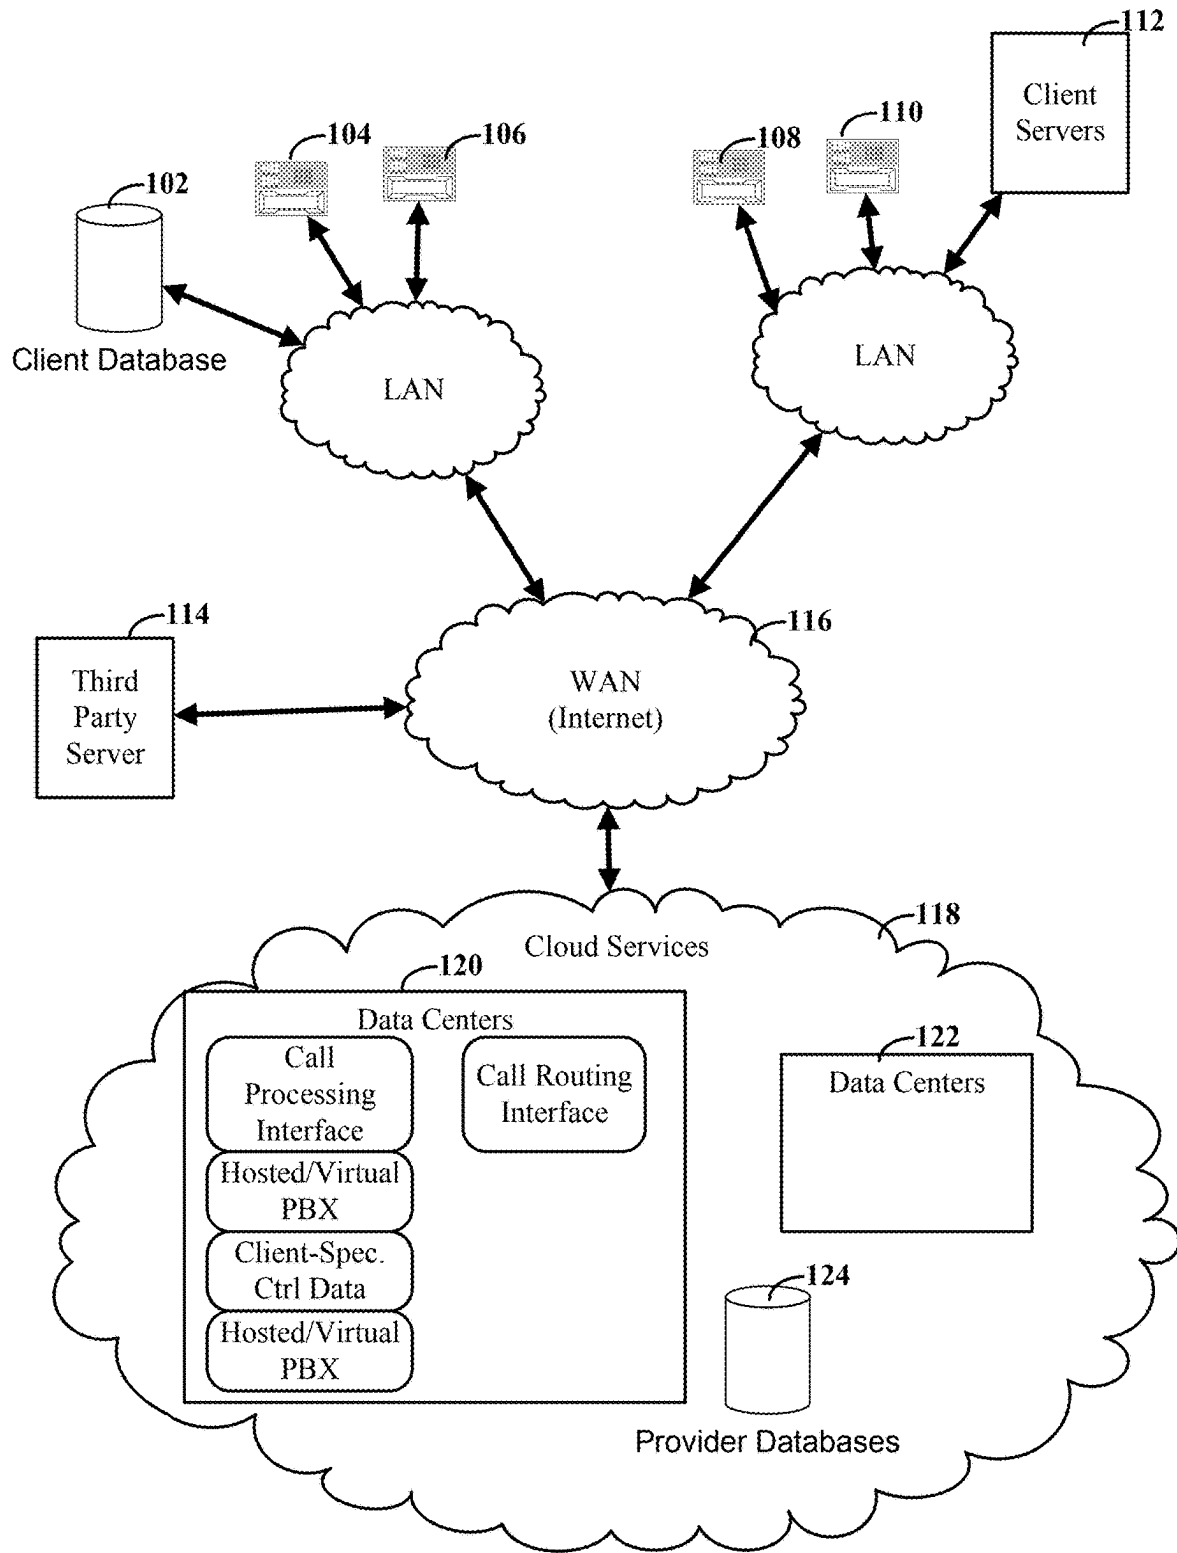 112
Client
Servers
110
108
104
106
102
Client Database
LAN
LAN
114
Third
Party
Server
116
WAN
(Internet)
118
Cloud Services
120
Data Centers
Call
Processing
Interface
Call Routing
Interface
Hosted/Virtual
PBX
Client-Spec.
Ctrl Data
Hosted/Virtual
PBX
122
Data Centers
124
Provider Databases